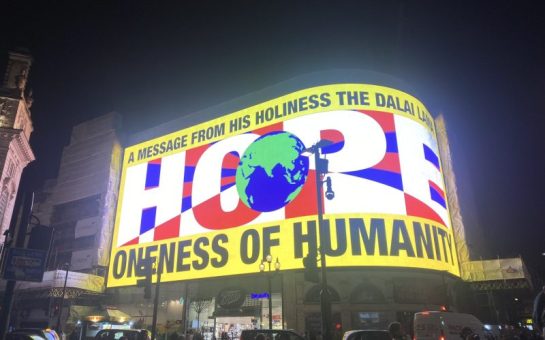 A MESSAGE FROM HIS HOLINESS THE DALAI
HOPE
ONENESS OF HUMANITY